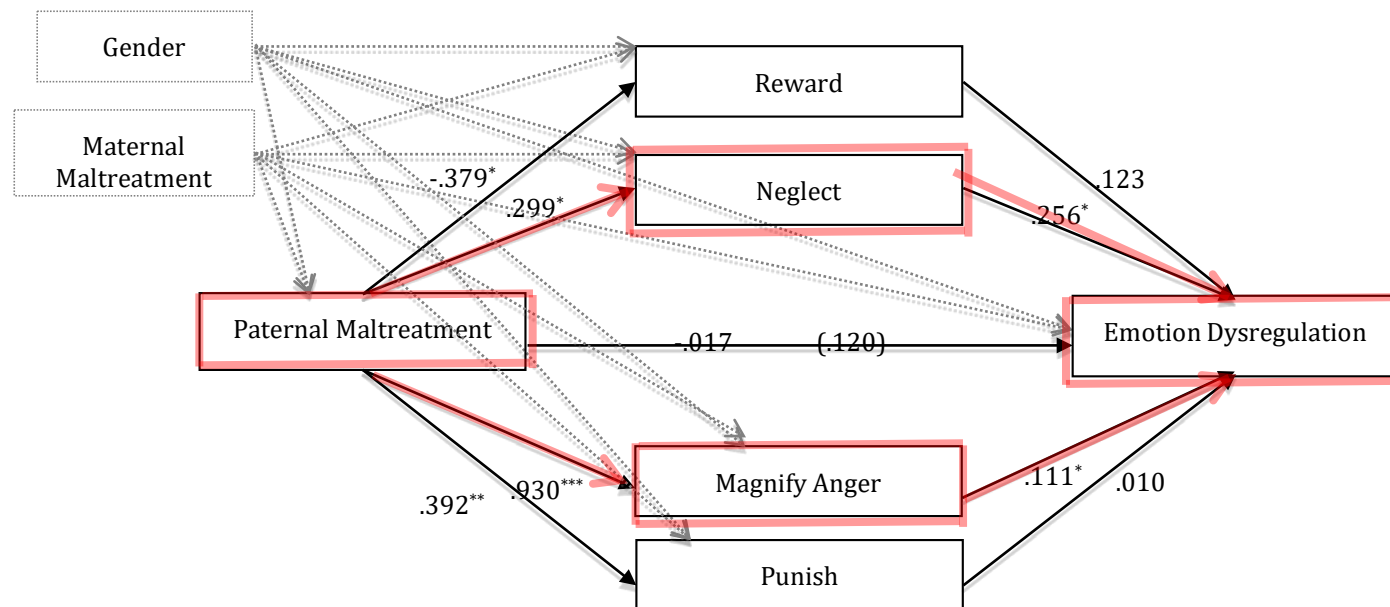 Gender
Reward
Maternal
Maltreatment
-.379*
.123
Neglect
.299*
.256*
Paternal Maltreatment
Emotion Dysregulation
-.017
(.120)
Magnify Anger
.111*
.010
.930***
.392**
Punish